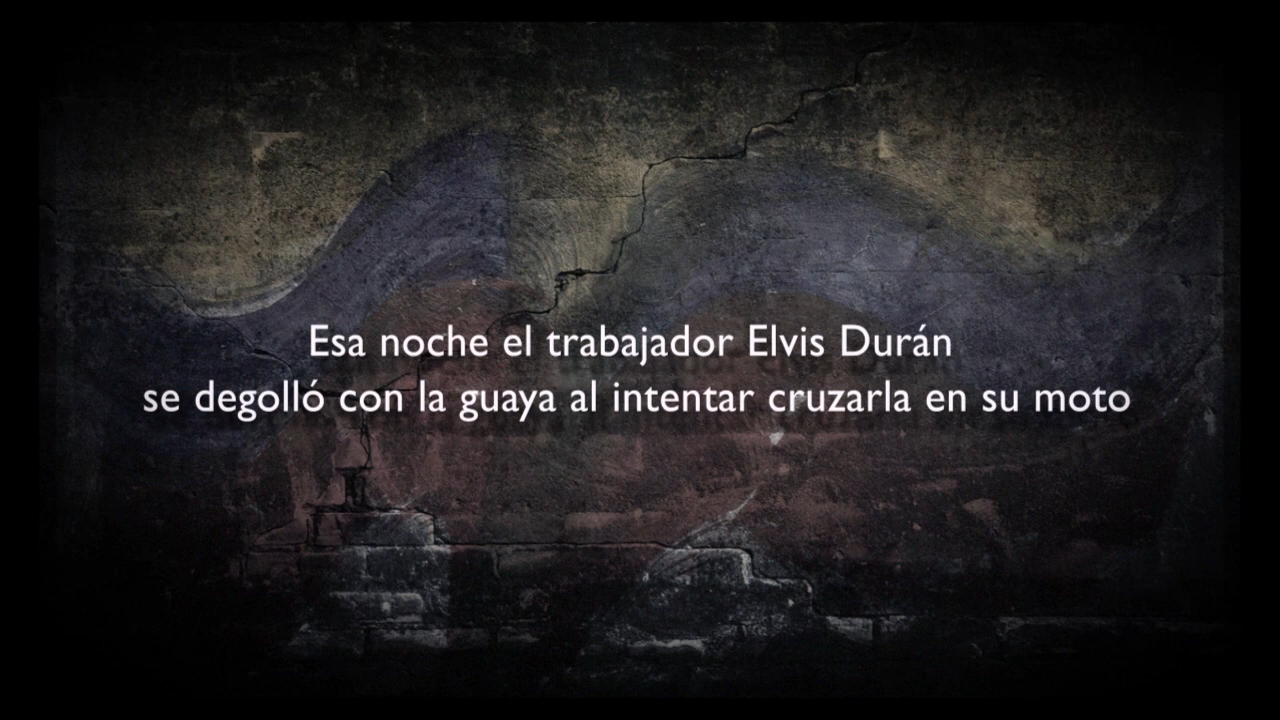 Esa noche el trabajador Elvis Durán
se degolló con la guaya al intentar cruzarla en su moto